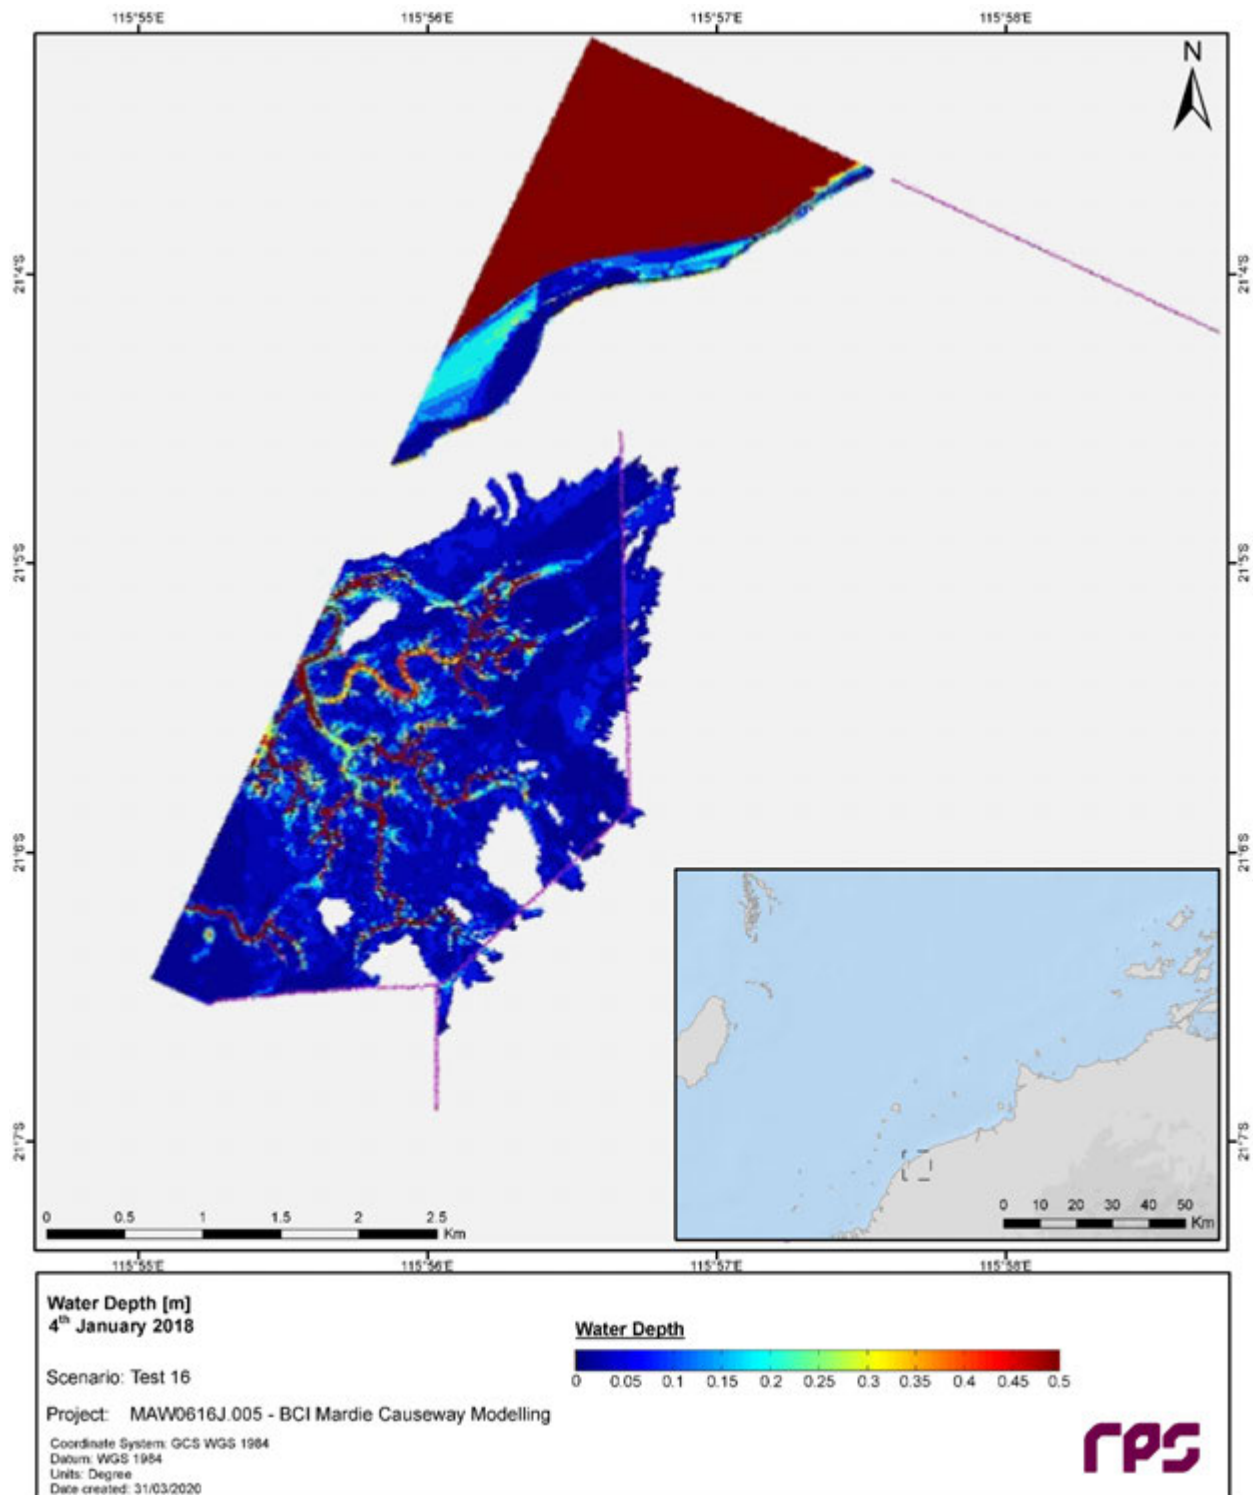 115°55'E 115°56'E 115°57'E 115°58'E
N
21°4'S 21°4'S
21°5'S 21°5'S
21°6'S 21°6'S
21°7'S 21°7'S
0 0.5 1 1.5 2 2.5
Km
0 10 20 30 40 50
Km
115°55'E 115°56'E 115°57'E 115°58'E
Water Depth [m]
4th January 2018
Scenario: Test 16
Project: MAW0616J.005 - BCI Mardie Causeway Modelling
Coordinate System: GCS WGS 1984
Datum: WGS 1984
Units: Degree
Date created: 31/03/2020
Water Depth
0 0.05 0.1 0.15 0.2 0.25 0.3 0.35 0.4 0.45 0.5
rps